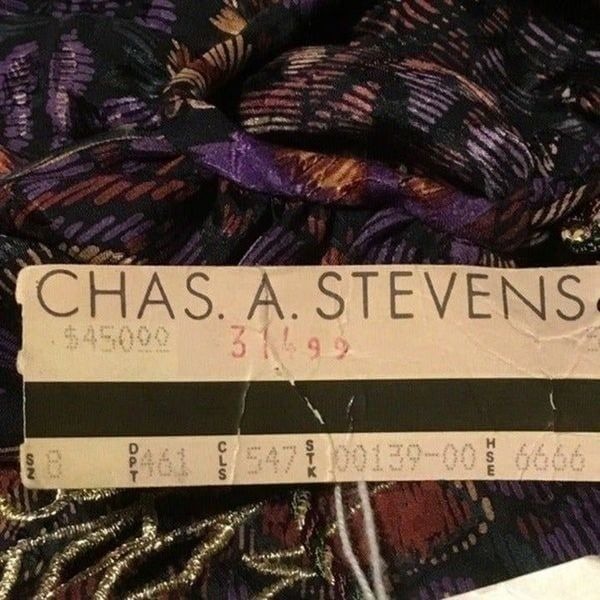 CHAS. A. STEVENS
$450.00 314.99
SZ 8 DPT 461 CLS 547 STK 00139-00 HSE 6666